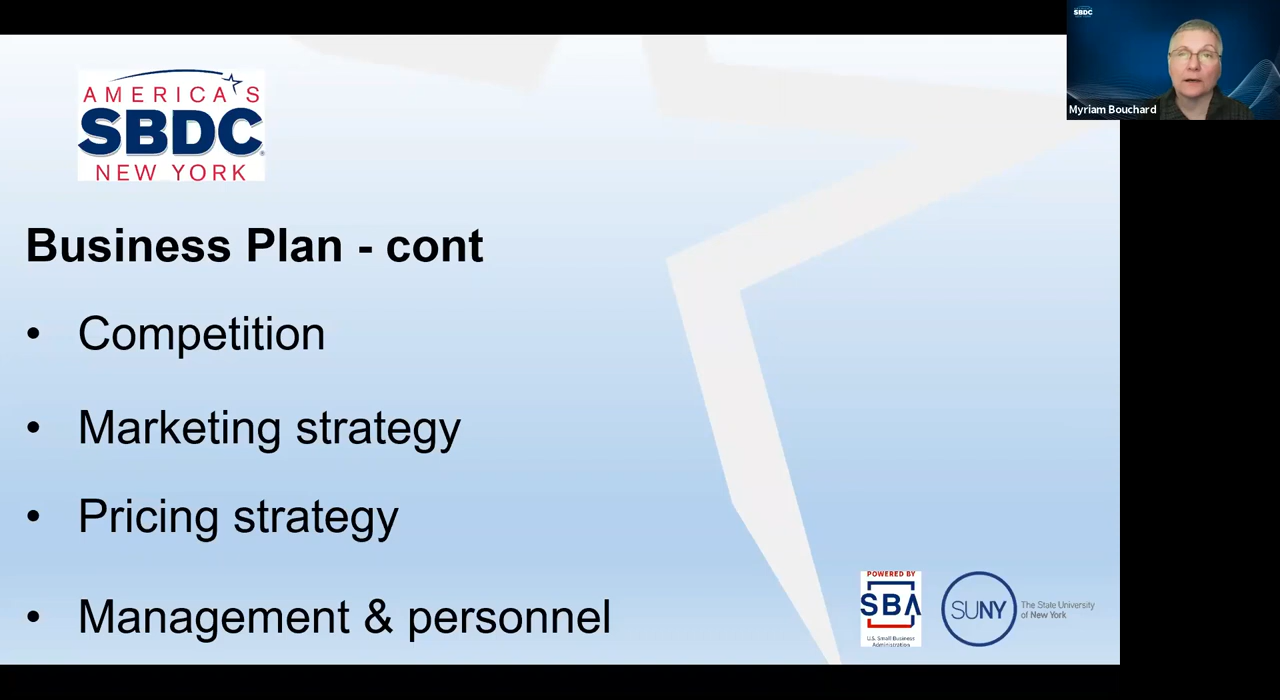 SBDC
Myriam Bouchard
AMERICA'S
SBDC
NEW YORK
Business Plan - cont
• Competition
• Marketing strategy
• Pricing strategy
• Management & personnel
POWERED BY
SBA
U.S. Small Business
Administration
SUNY
The State University
of New York